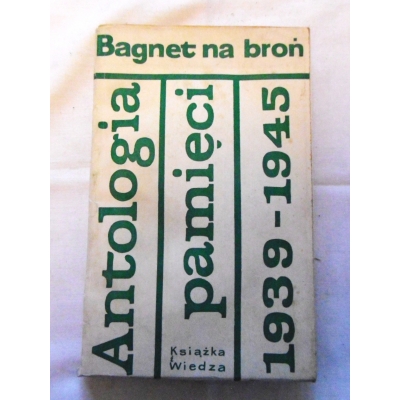 Bagnet na broń
Antologia
pamięci
1939-1945
Książka
i
Wiedza